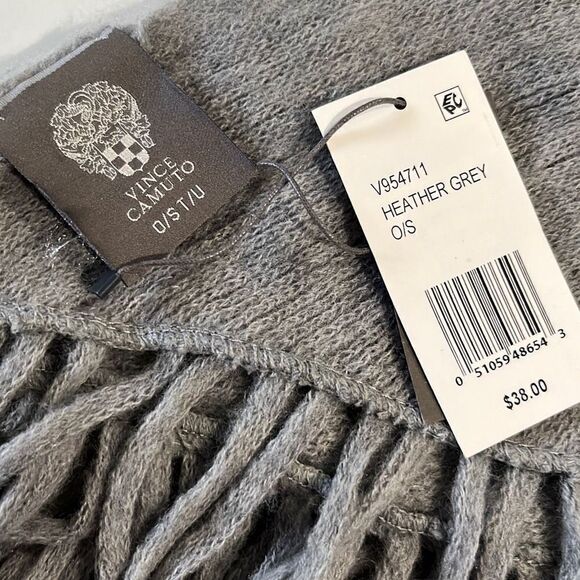 VINCE
CAMUTO
O/S T/U
V954711
HEATHER GREY
O/S
0 51059 48654 3
$38.00